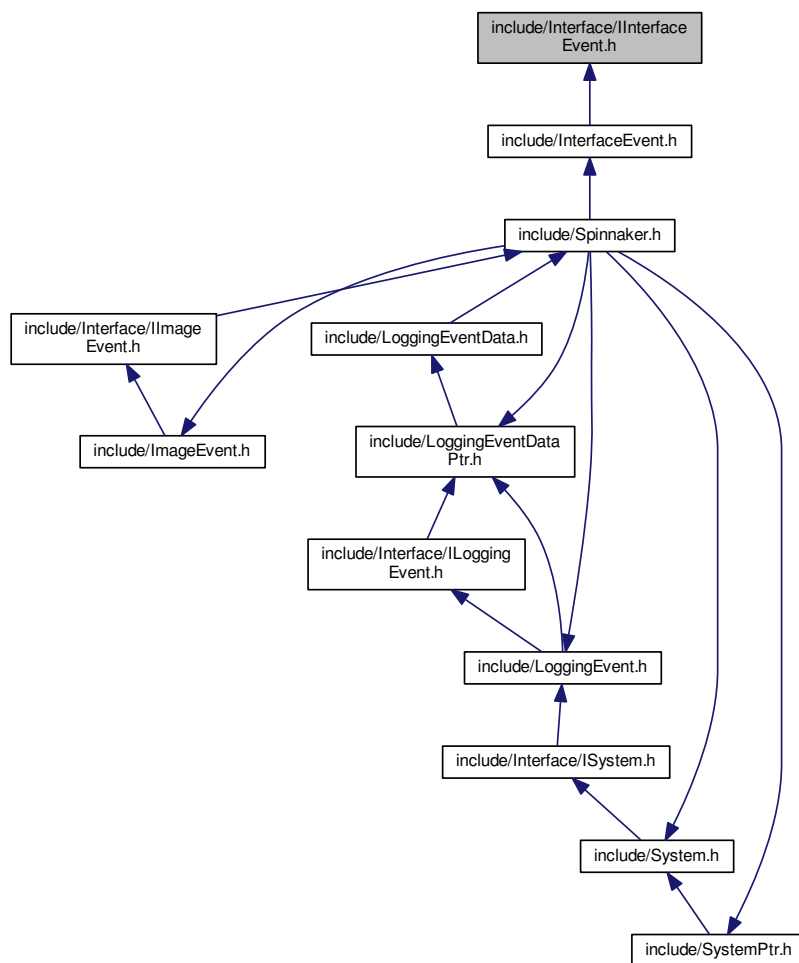 include/Interface/IInterface
Event.h
include/InterfaceEvent.h
include/Spinnaker.h
include/Interface/IImage
Event.h
include/LoggingEventData.h
include/ImageEvent.h
include/LoggingEventData
Ptr.h
include/Interface/ILogging
Event.h
include/LoggingEvent.h
include/Interface/ISystem.h
include/System.h
include/SystemPtr.h